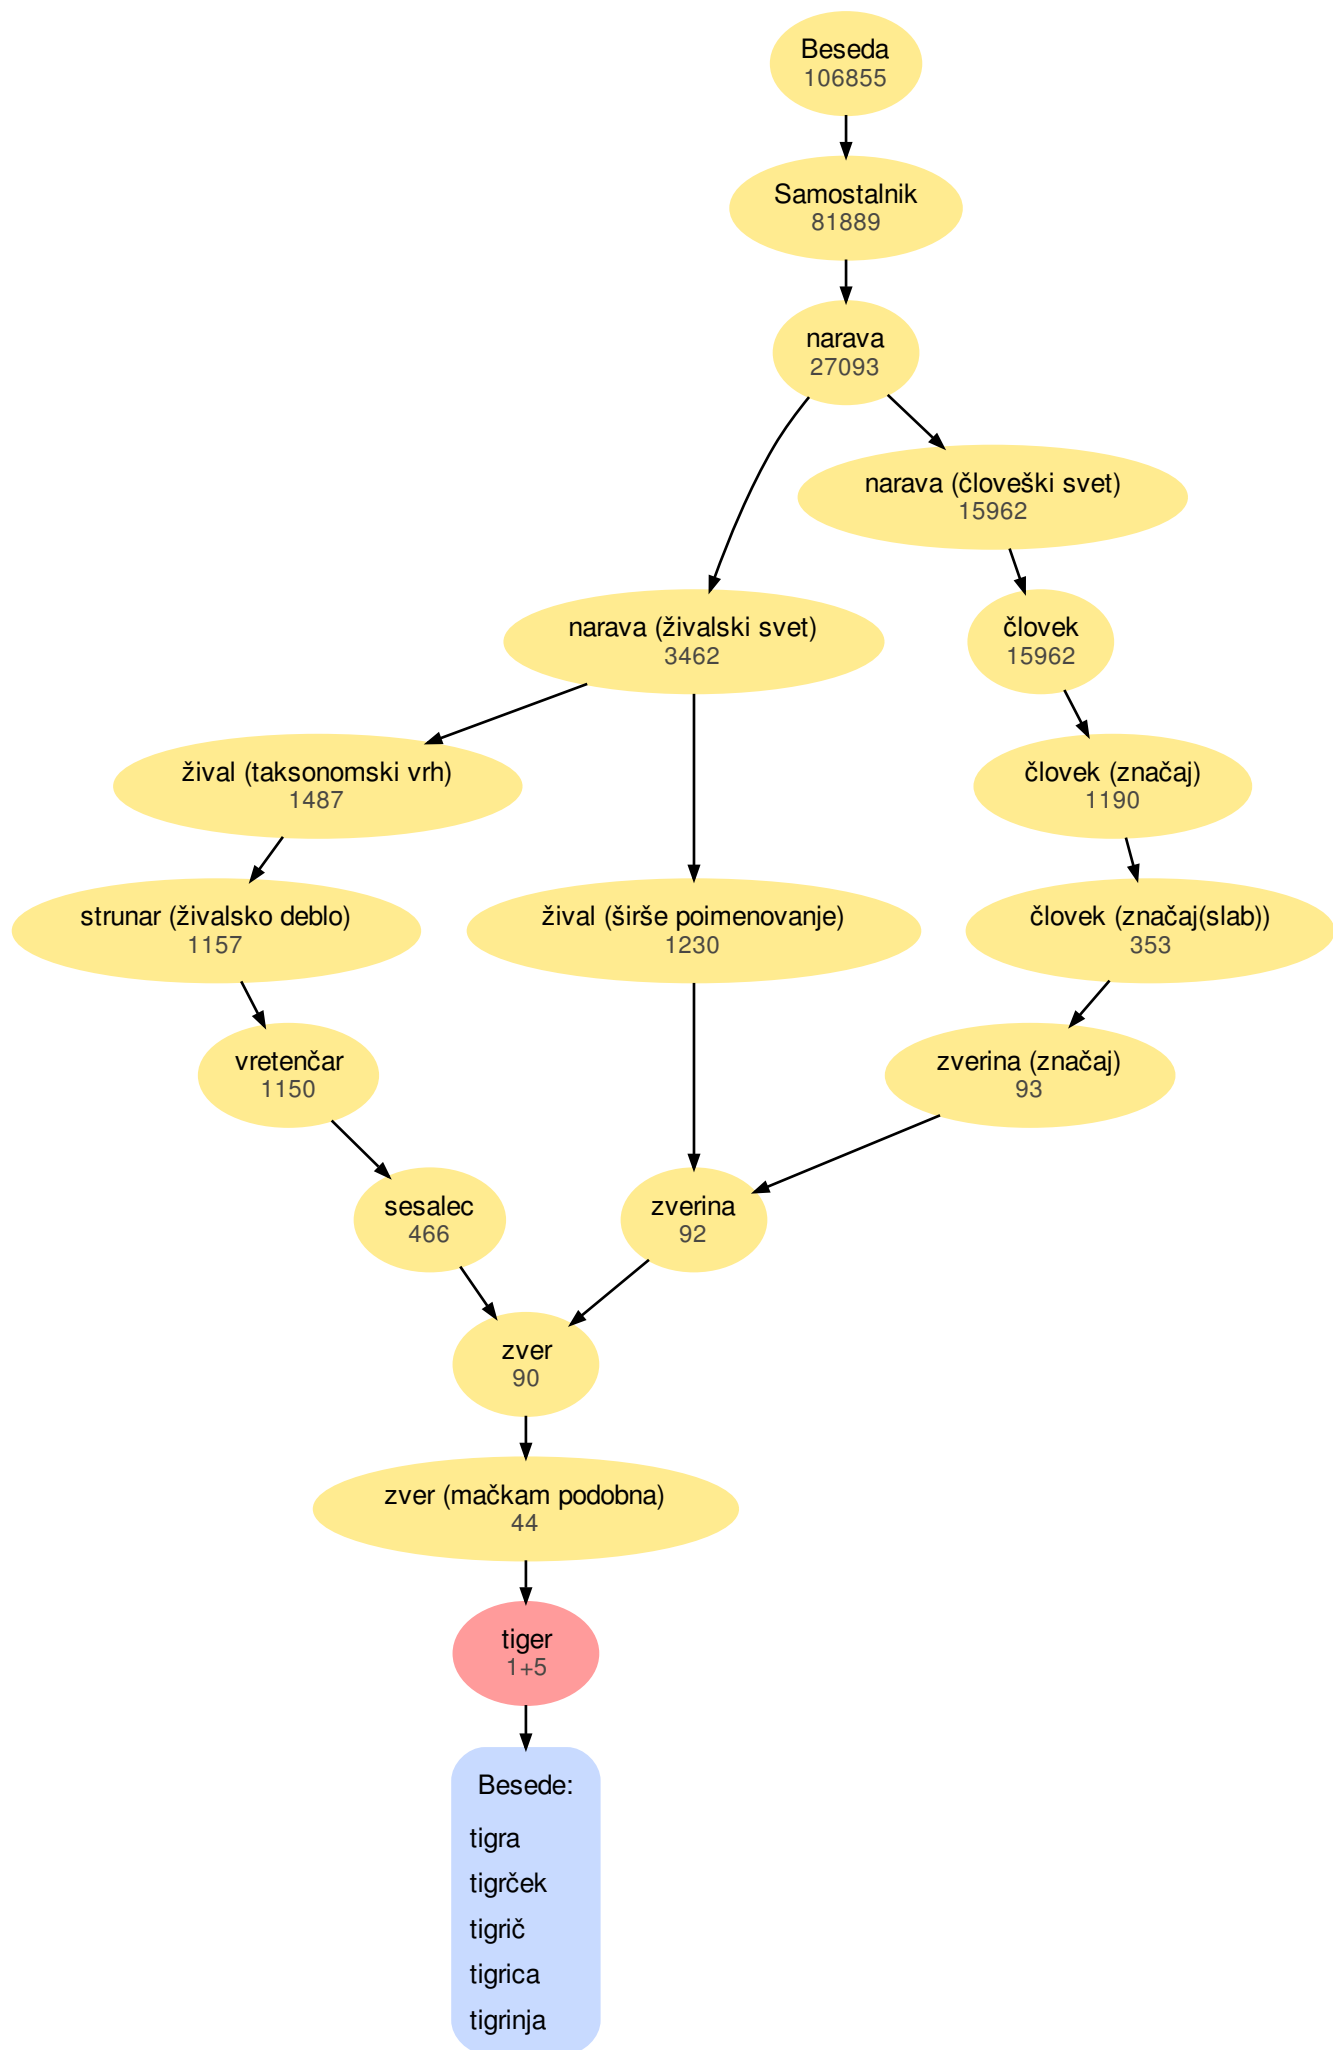 Beseda
106855
Samostalnik
81889
narava
27093
narava (človeški svet)
15962
narava (živalski svet)
3462
človek
15962
žival (taksonomski vrh)
1487
človek (značaj)
1190
strunar (živalsko deblo)
1157
žival (širše poimenovanje)
1230
človek (značaj(slab))
353
vretenčar
1150
zverina (značaj)
93
sesalec
466
zverina
92
zver
90
zver (mačkam podobna)
44
tiger
1+5
Besede:
tigra
tigrček
tigrič
tigrica
tigrinja